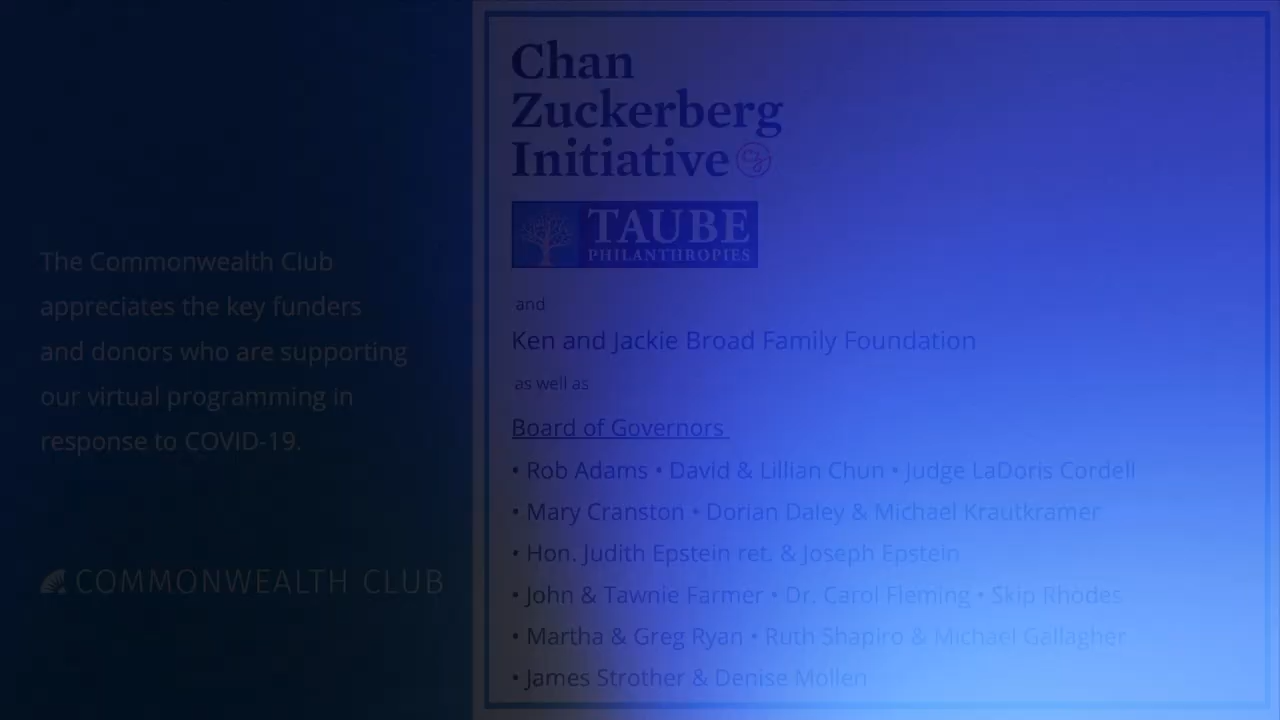 The Commonwealth Club
appreciates the key funders
and donors who are supporting
our virtual programming in
response to COVID-19.
COMMONWEALTH CLUB
Chan
Zuckerberg
Initiative
TAUBE
PHILANTHROPIES
and
Ken and Jackie Broad Family Foundation
as well as
Board of Governors
• Rob Adams • David & Lillian Chun • Judge LaDoris Cordell
• Mary Cranston • Dorian Daley & Michael Krautkramer
• Hon. Judith Epstein ret. & Joseph Epstein
• John & Tawnie Farmer • Dr. Carol Fleming • Skip Rhodes
• Martha & Greg Ryan • Ruth Shapiro & Michael Gallagher
• James Strother & Denise Mollen